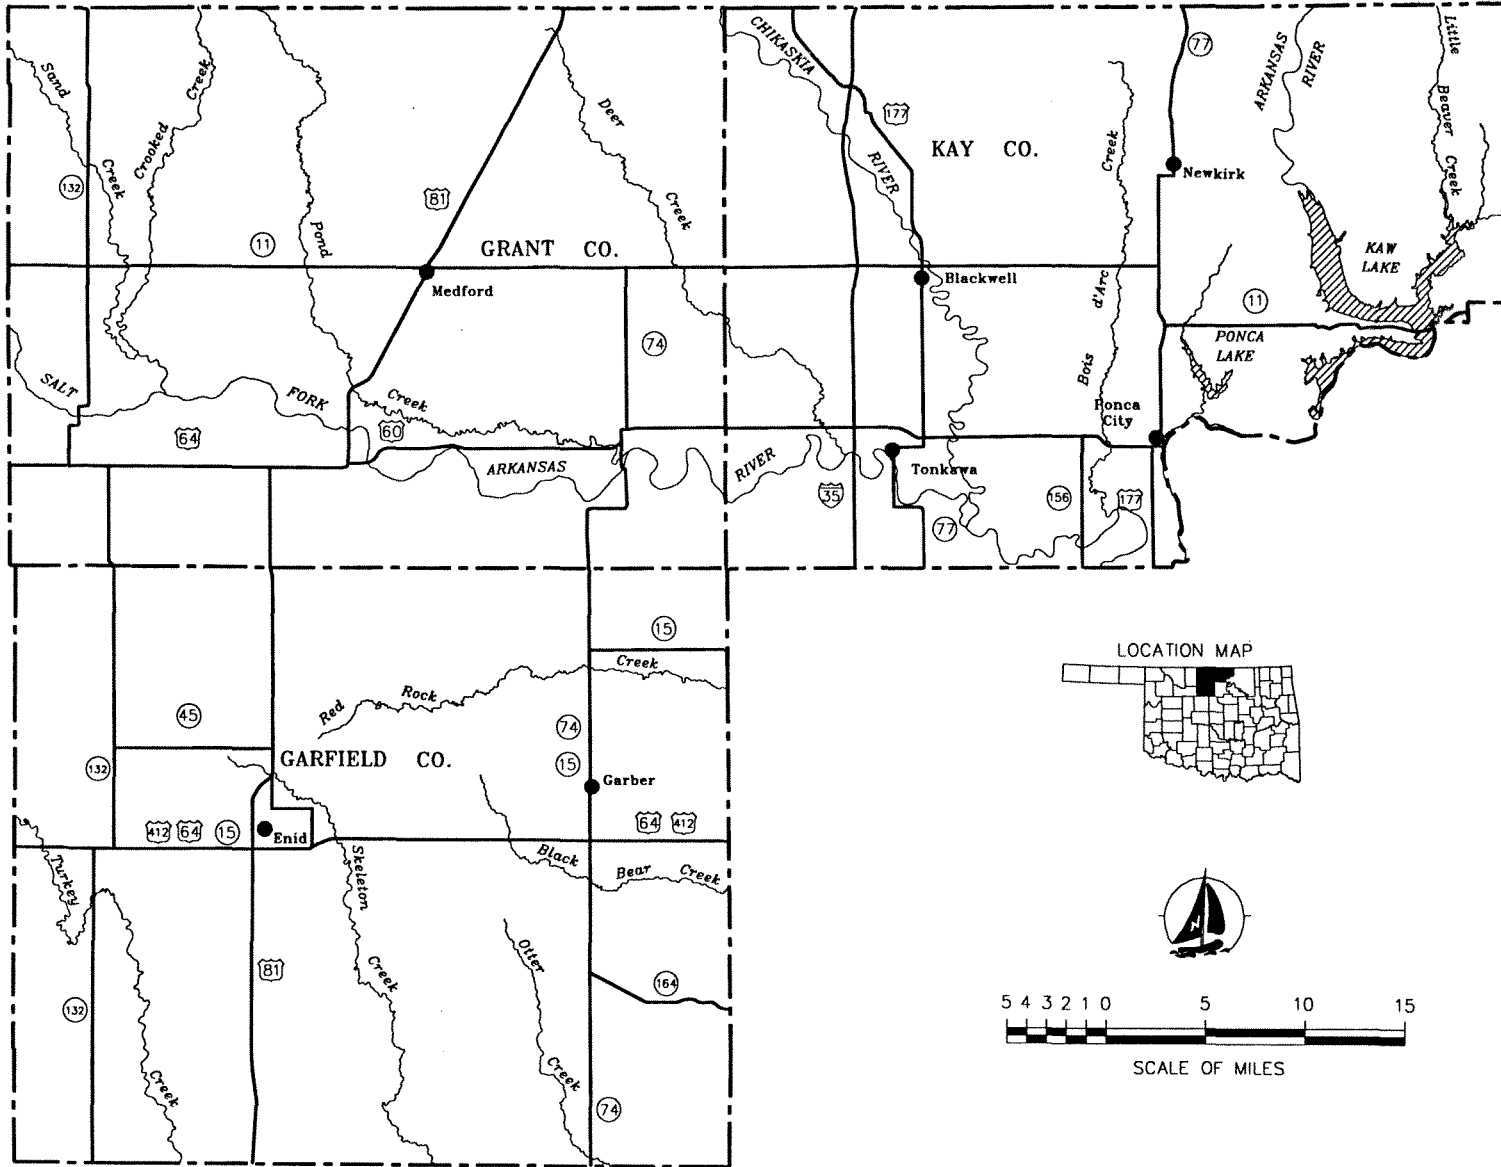 Sand
Creek
132
Crooked
Creek
11
Pond
Creek
81
Deer
Creek
GRANT CO.
Medford
74
SALT
FORK
ARKANSAS
RIVER
64
60
CHIKASKIA
RIVER
177
KAY CO.
77
Newkirk
ARKANSAS
RIVER
Little
Beaver
Creek
KAW
LAKE
11
Blackwell
Creek
d'Arc
Bois
PONCA
LAKE
Ponca
City
Tonkawa
35
77
156
177
15
Red
Rock
Creek
45
74
15
GARFIELD CO.
132
Garber
412
64
15
Enid
64
412
Turkey
Creek
Skeleton
Creek
Black
Bear
Creek
Otter
Creek
81
132
164
74
LOCATION MAP
N
5 4 3 2 1 0 5 10 15
SCALE OF MILES